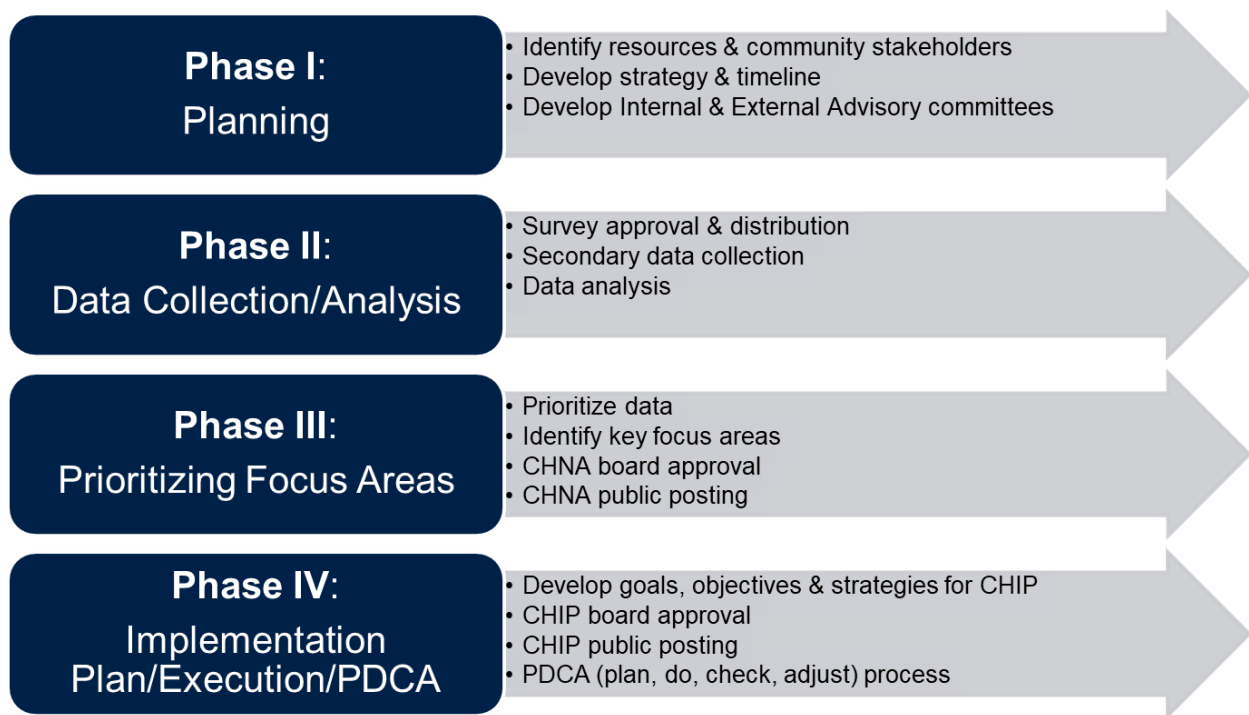 Phase I:
Planning
• Identify resources & community stakeholders
• Develop strategy & timeline
• Develop Internal & External Advisory committees
Phase II:
Data Collection/Analysis
• Survey approval & distribution
• Secondary data collection
• Data analysis
Phase III:
Prioritizing Focus Areas
• Prioritize data
• Identify key focus areas
• CHNA board approval
• CHNA public posting
Phase IV:
Implementation
Plan/Execution/PDCA
• Develop goals, objectives & strategies for CHIP
• CHIP board approval
• CHIP public posting
• PDCA (plan, do, check, adjust) process